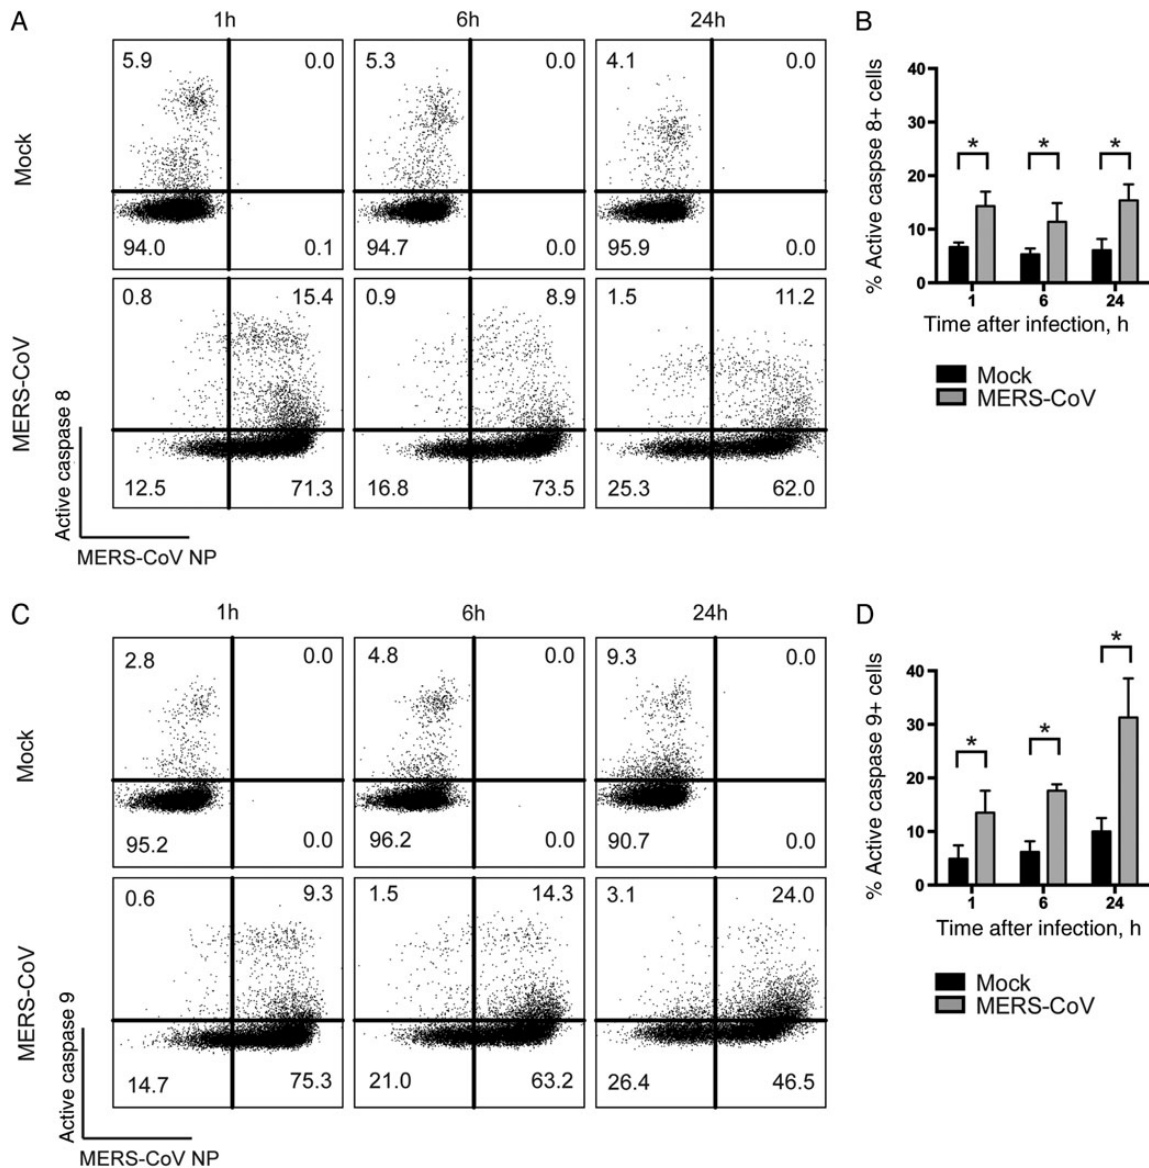 A
1h
6h
24h
Mock
5.9
0.0
5.3
0.0
4.1
0.0
94.0
0.1
94.7
0.0
95.9
0.0
MERS-CoV
0.8
15.4
0.9
8.9
1.5
11.2
12.5
71.3
16.8
73.5
25.3
62.0
Active caspase 8
MERS-CoV NP
B
% Active caspse 8+ cells
40
30
20
10
0
*
*
*
1
6
24
Time after infection, h
Mock
MERS-CoV
C
1h
6h
24h
Mock
2.8
0.0
4.8
0.0
9.3
0.0
95.2
0.0
96.2
0.0
90.7
0.0
MERS-CoV
0.6
9.3
1.5
14.3
3.1
24.0
14.7
75.3
21.0
63.2
26.4
46.5
Active caspase 9
MERS-CoV NP
D
% Active caspase 9+ cells
40
30
20
10
0
*
*
*
1
6
24
Time after infection, h
Mock
MERS-CoV